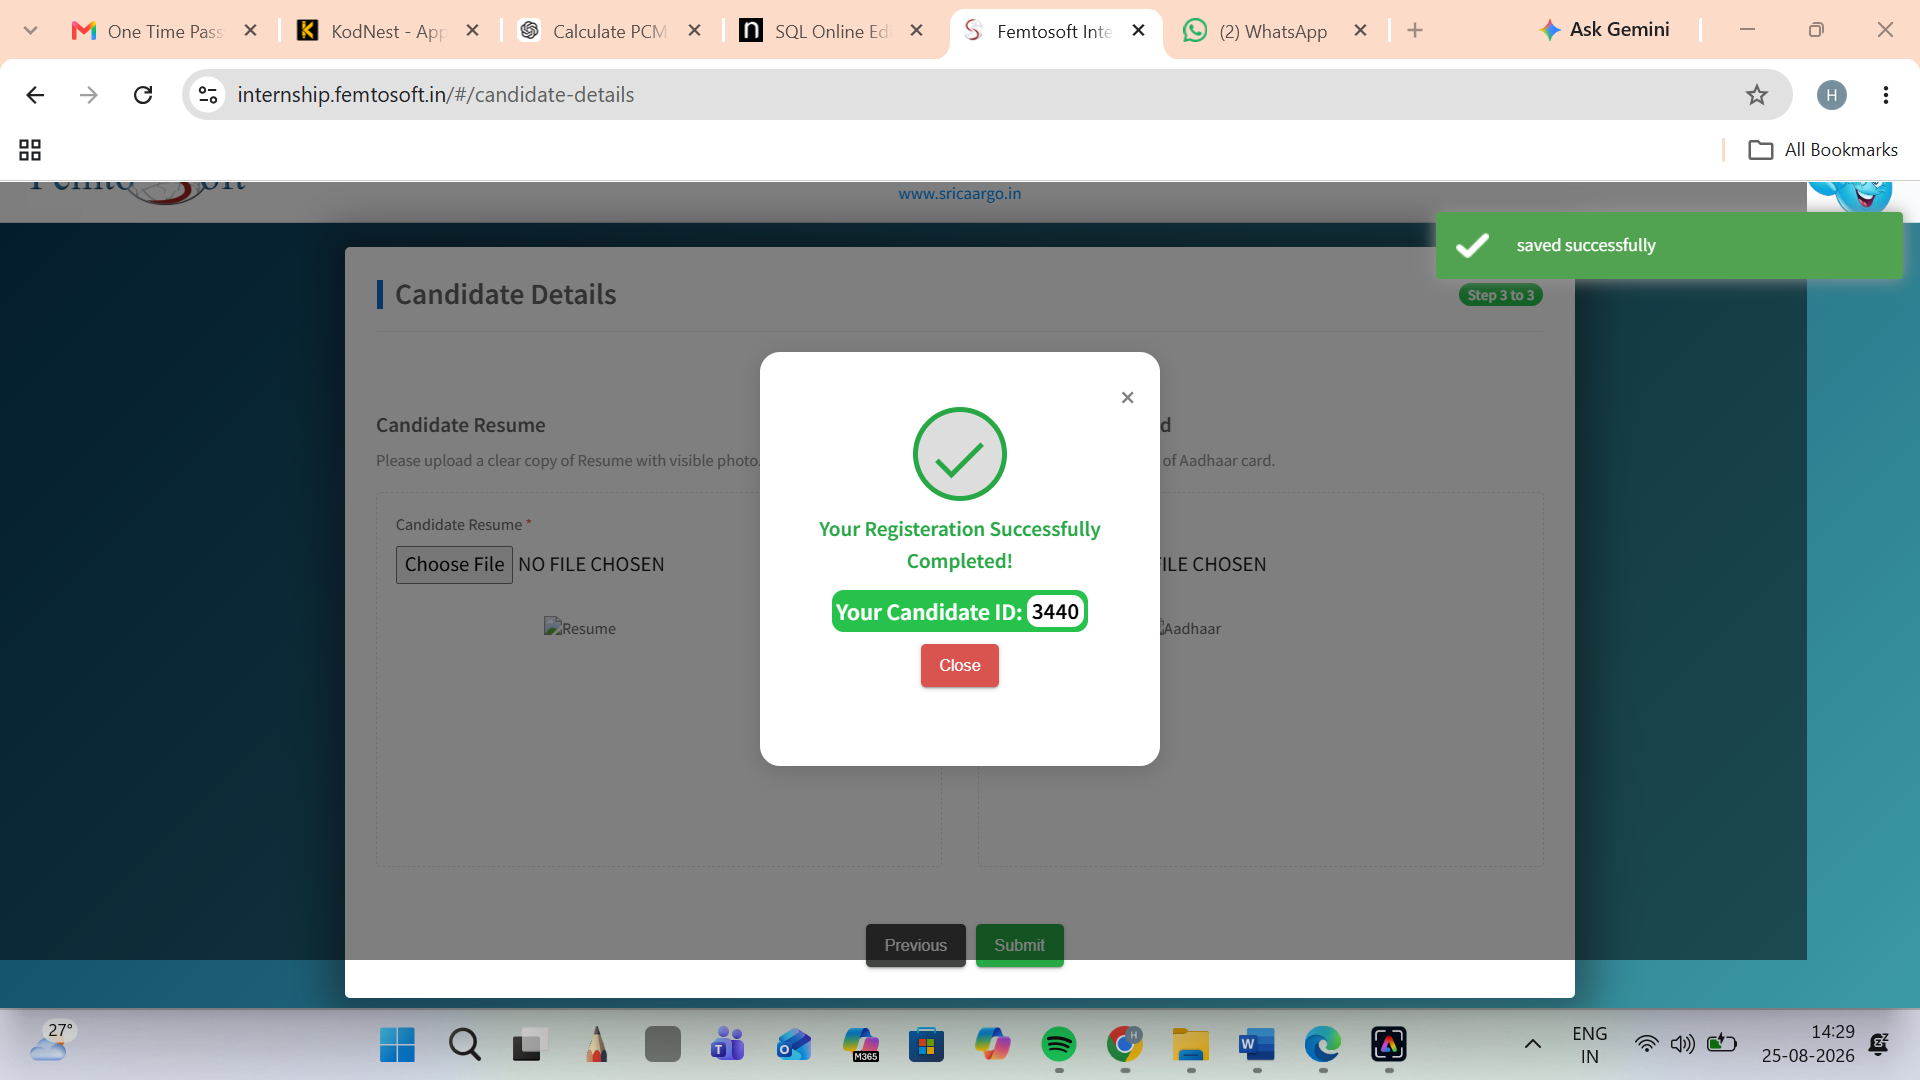 One Time Pass
KodNest - App
Calculate PCM
SQL Online Edi
Femtosoft Inte
(2) WhatsApp
Ask Gemini
internship.femtosoft.in/#/candidate-details
H
All Bookmarks
www.sricaargo.in
saved successfully
Candidate Details
Step 3 to 3
Candidate Resume
d
Please upload a clear copy of Resume with visible photo.
of Aadhaar card.
Candidate Resume *
Choose File NO FILE CHOSEN
ILE CHOSEN
Resume
Aadhaar
×
Your Registeration Successfully
Completed!
Your Candidate ID: 3440
Close
Previous
Submit
27°
M365
ENG
IN
14:29
25-08-2026